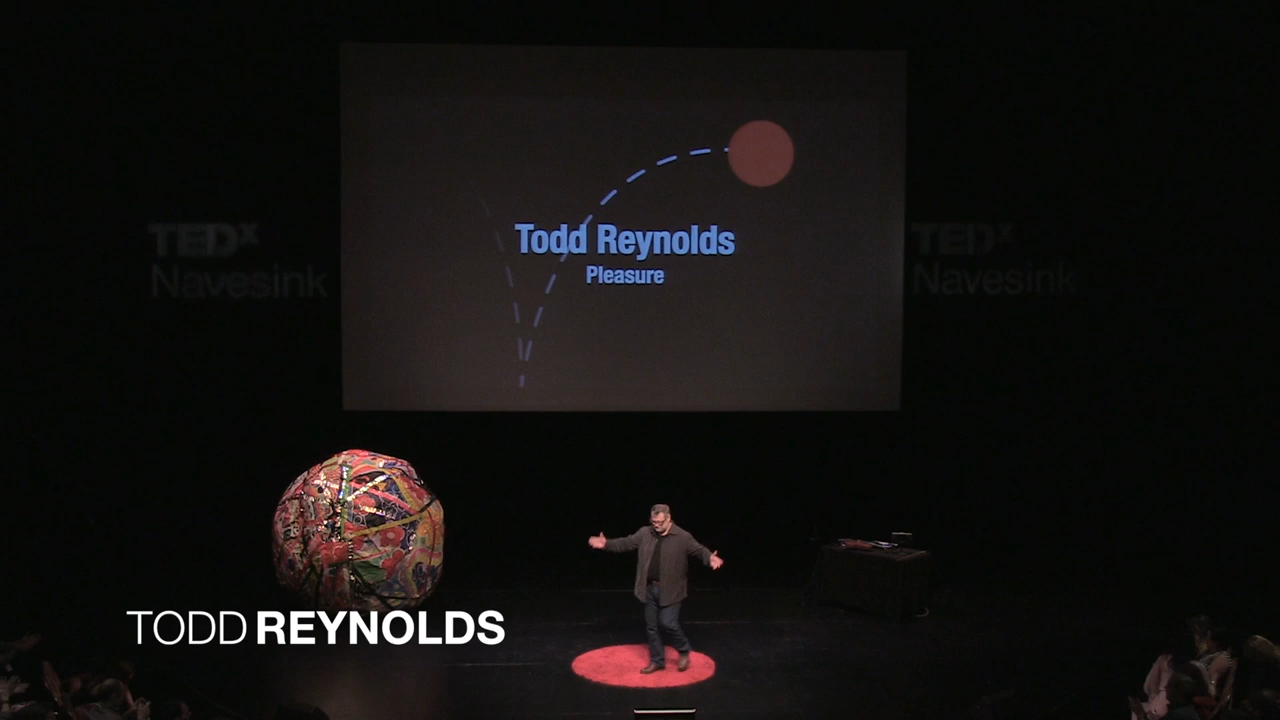 Todd Reynolds
Pleasure
TEDx
Navesink
TEDx
Navesink
TODD REYNOLDS